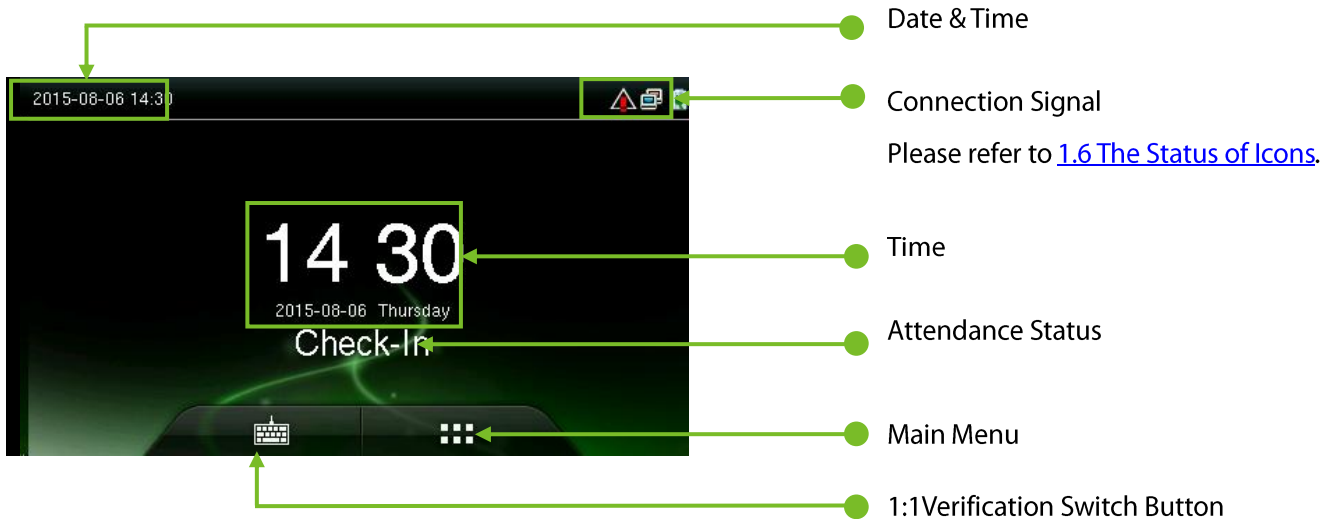 Date & Time
2015-08-06 14:30
Connection Signal
Please refer to 1.6 The Status of Icons.
14 30
2015-08-06 Thursday
Time
Check-In
Attendance Status
Main Menu
1:1Verification Switch Button